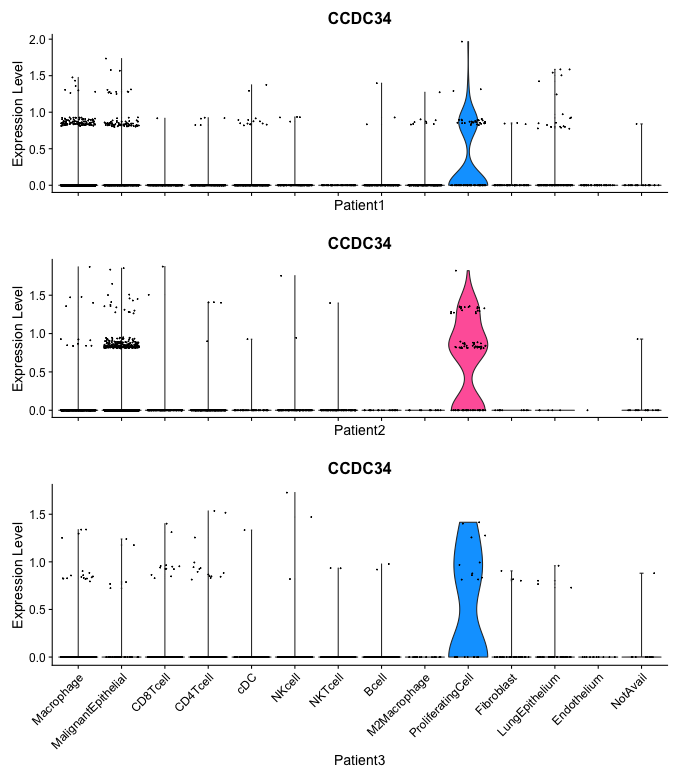 CCDC34
Expression Level
2.0
1.5
1.0
0.5
0.0
Patient1
CCDC34
Expression Level
1.5
1.0
0.5
0.0
Patient2
CCDC34
Expression Level
1.5
1.0
0.5
0.0
Macrophage
MalignantEpithelial
CD8Tcell
CD4Tcell
cDC
NKcell
NKTcell
Bcell
M2Macrophage
ProliferatingCell
Fibroblast
LungEpithelium
Endothelium
NotAvail
Patient3